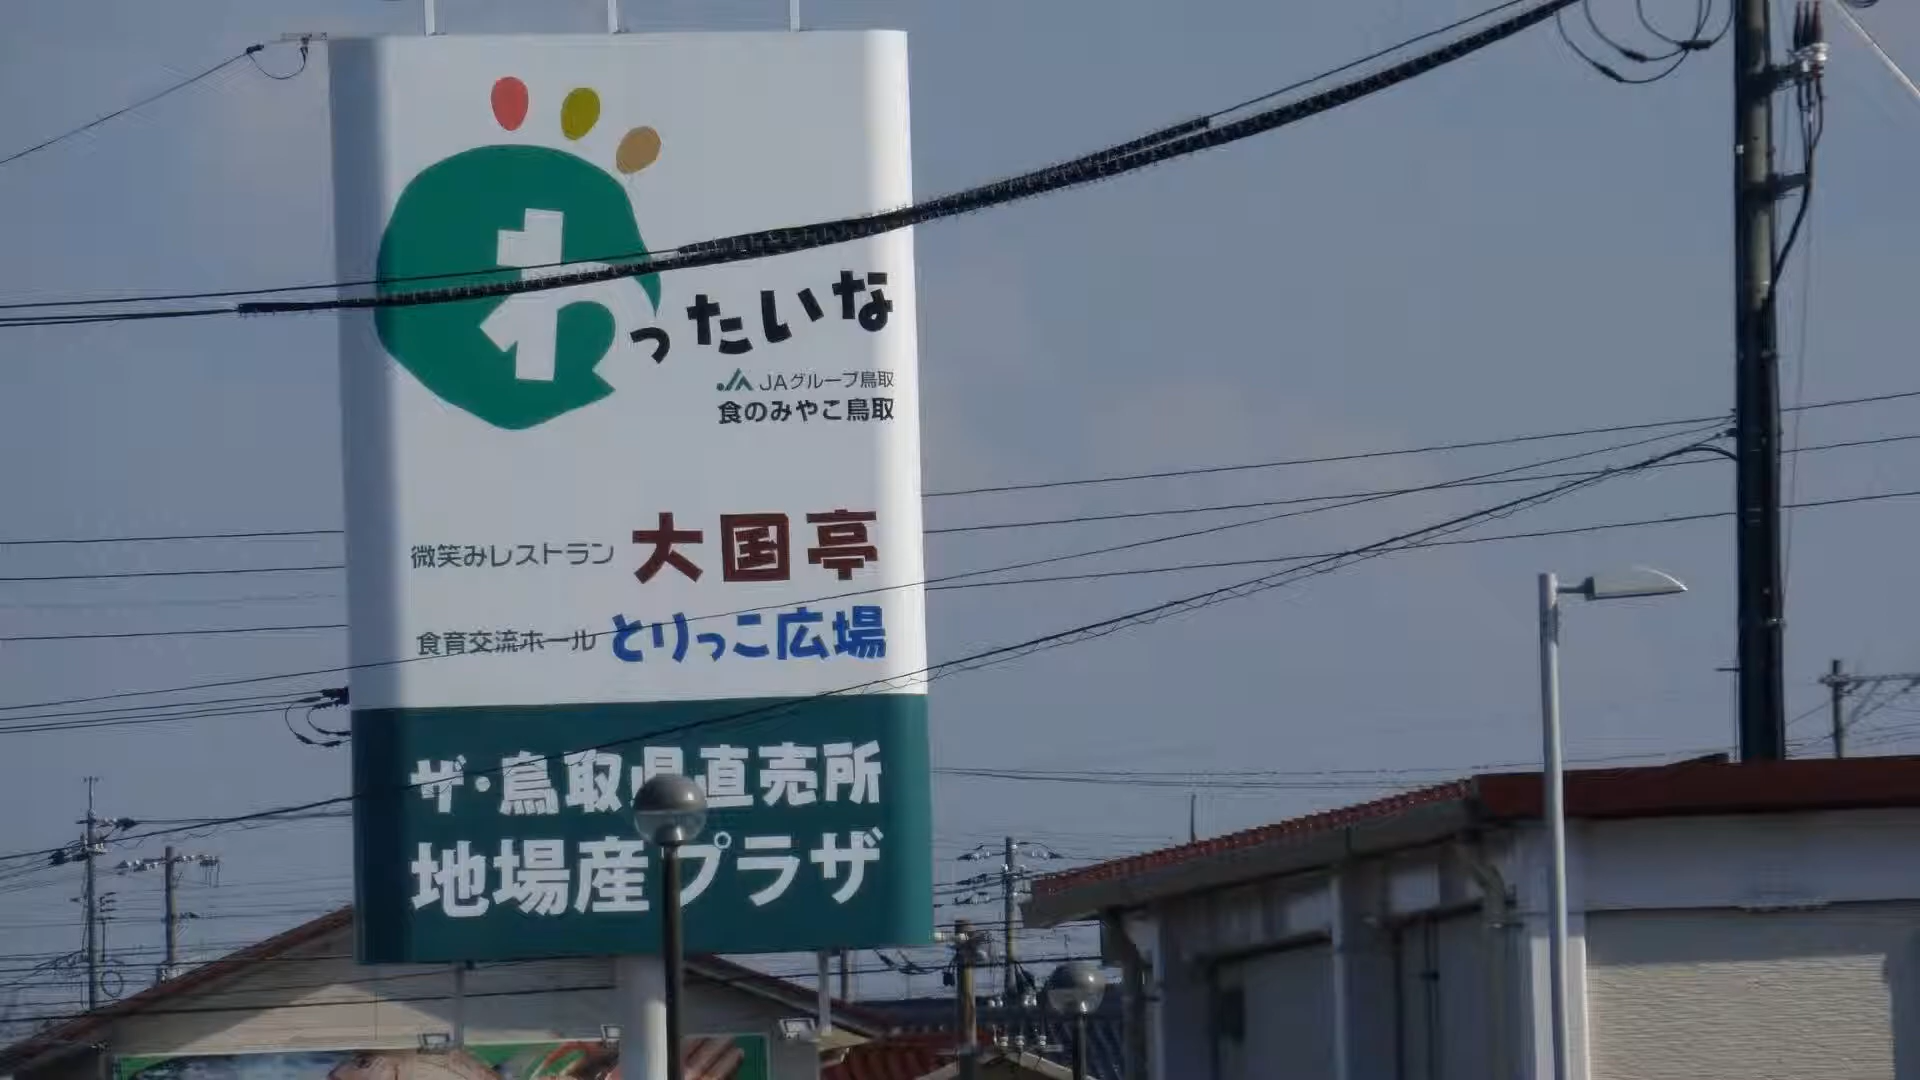 わったいな
JAグループ鳥取
食のみやこ鳥取
微笑みレストラン 大国亭
食育交流ホール とりっこ広場
ザ・鳥取県直売所
地場産プラザ